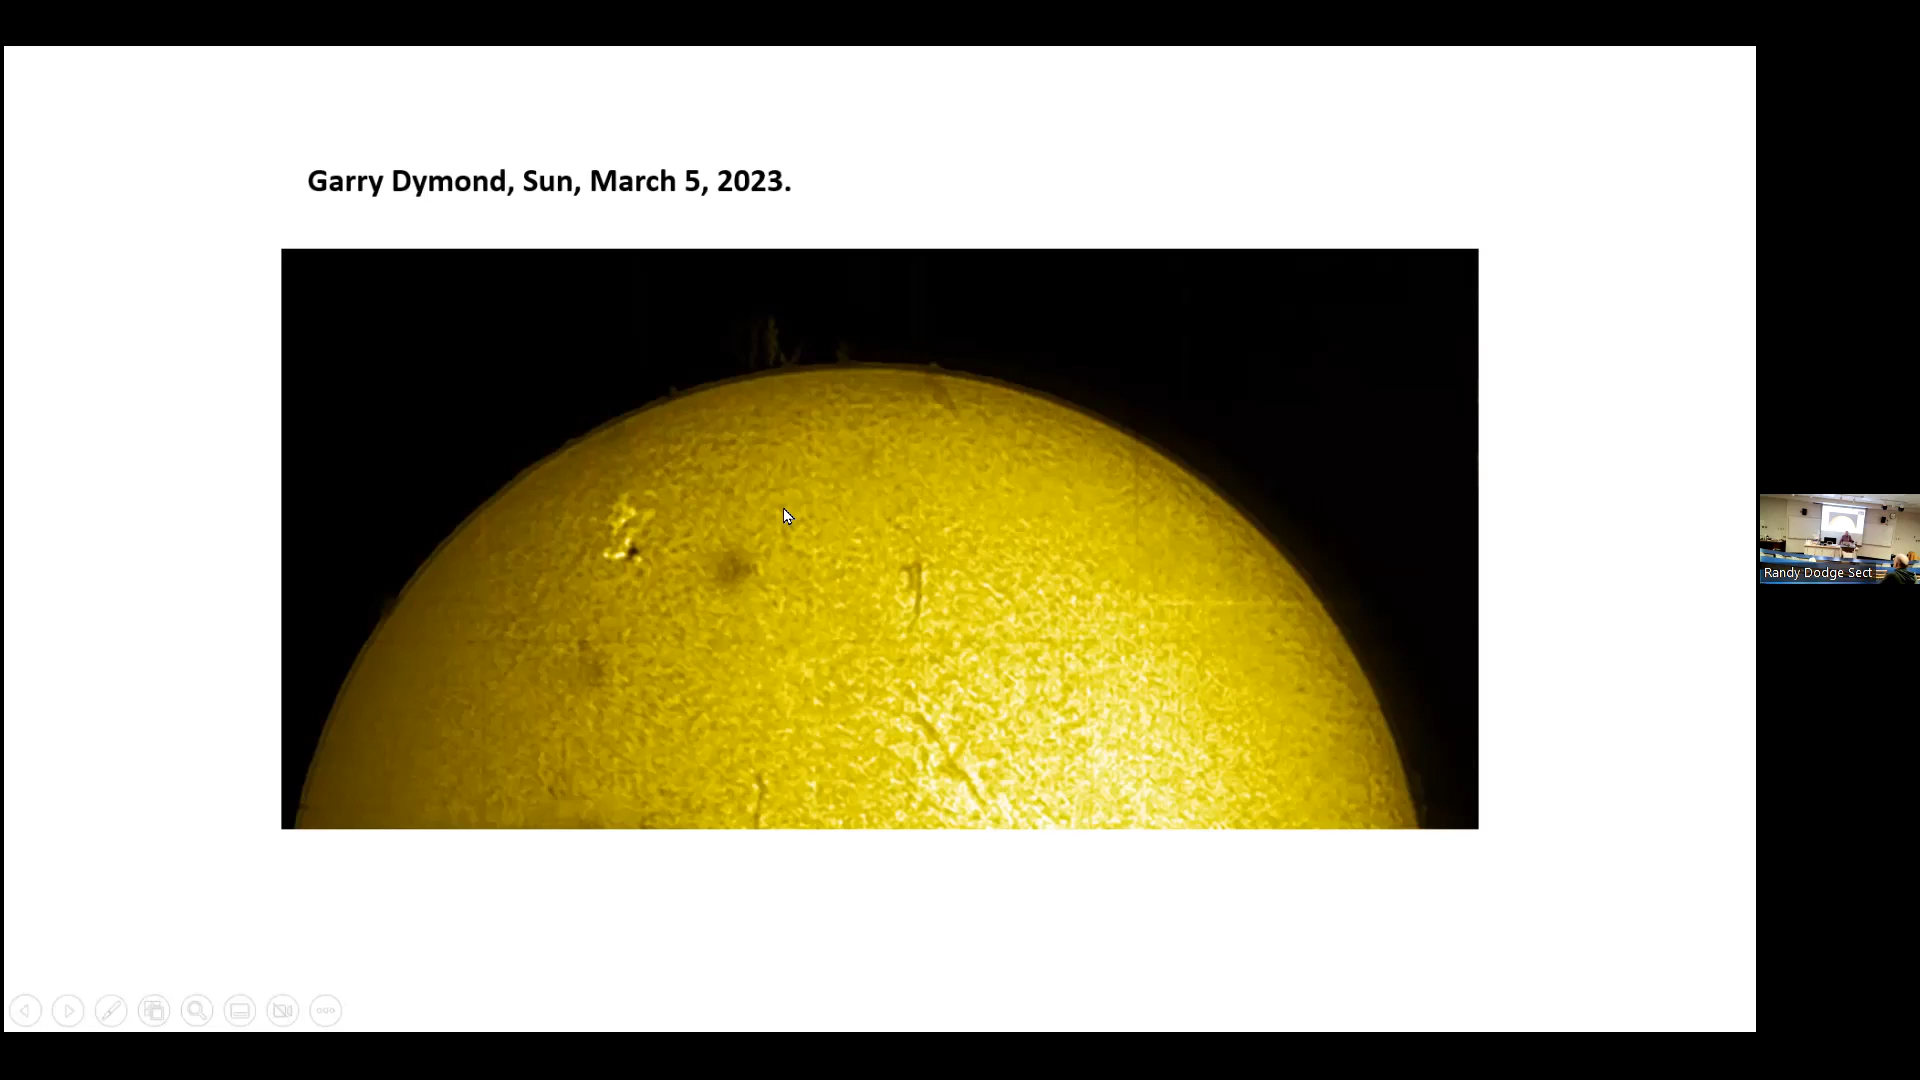 Garry Dymond, Sun, March 5, 2023.
Randy Dodge Sect